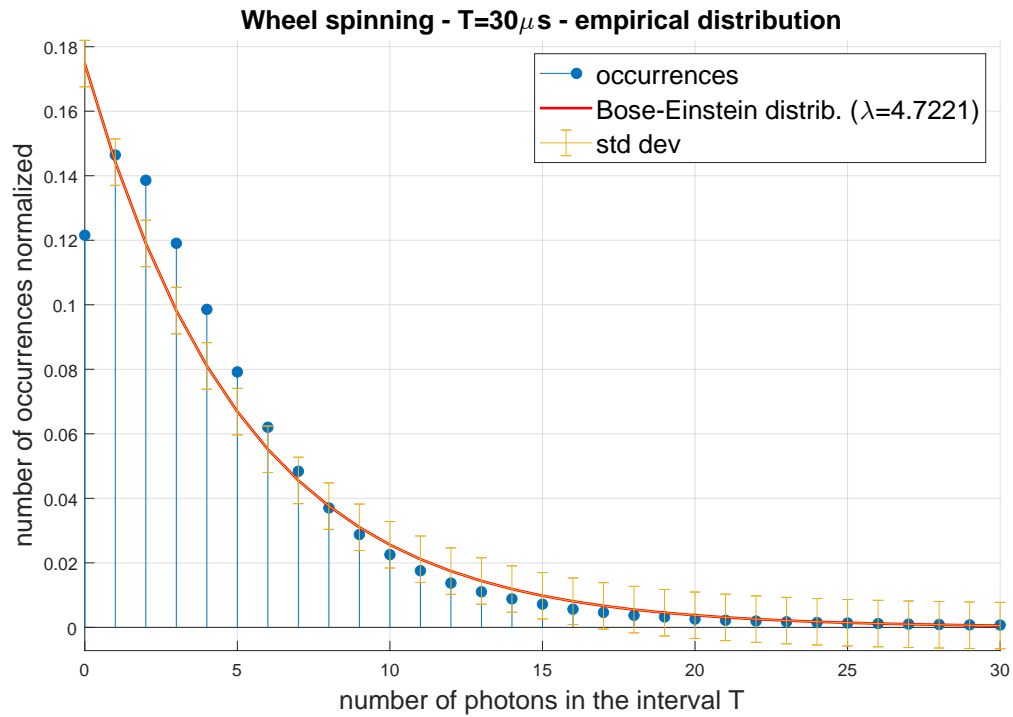 Wheel spinning - T=30μs - empirical distribution
occurrences
Bose-Einstein distrib. (λ=4.7221)
std dev
number of occurrences normalized
0.18
0.16
0.14
0.12
0.1
0.08
0.06
0.04
0.02
0
0 5 10 15 20 25 30
number of photons in the interval T